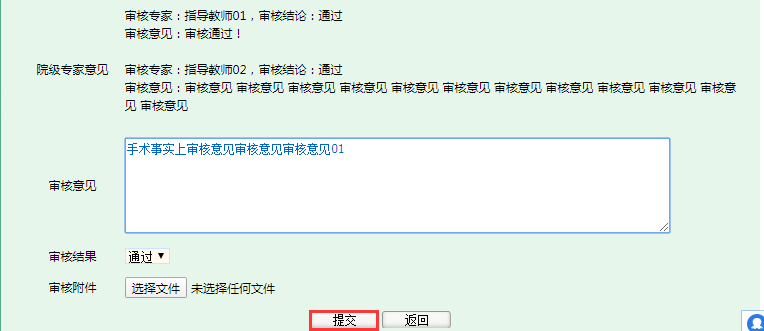 审核专家：指导教师01，审核结论：通过
审核意见：审核通过！
院级专家意见 审核专家：指导教师02，审核结论：通过
审核意见：审核意见 审核意见 审核意见 审核意见 审核意见 审核意见 审核意见 审核意见 审核意见 审核意见 审核意
见 审核意见
手术事实上审核意见审核意见审核意见01
审核意见
审核结果 通过
审核附件 选择文件 未选择任何文件
提交 返回